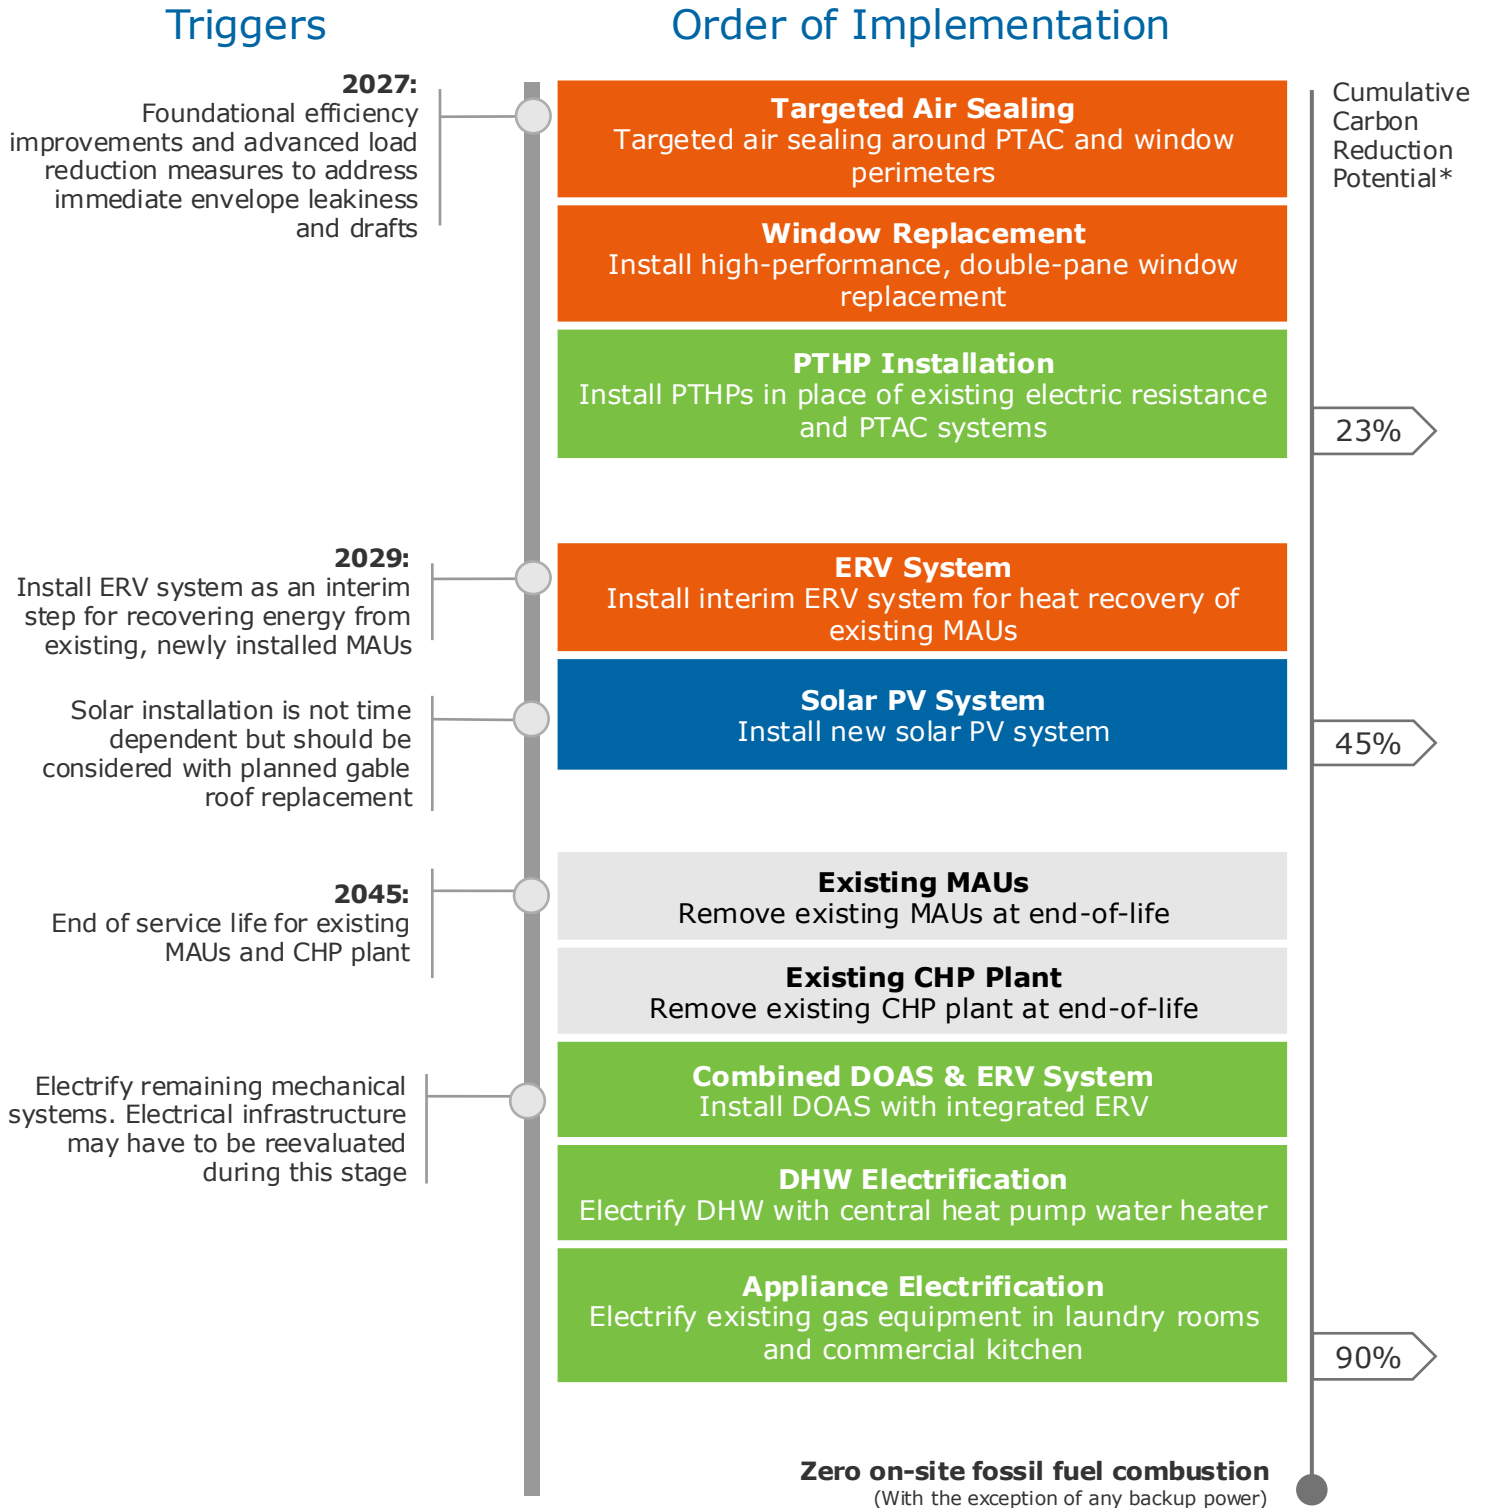 Triggers
Order of Implementation
2027:
Foundational efficiency
improvements and advanced load
reduction measures to address
immediate envelope leakiness
and drafts
Targeted Air Sealing
Targeted air sealing around PTAC and window
perimeters
Cumulative
Carbon
Reduction
Potential*
Window Replacement
Install high-performance, double-pane window
replacement
PTHP Installation
Install PTHPs in place of existing electric resistance
and PTAC systems
23%
2029:
Install ERV system as an interim
step for recovering energy from
existing, newly installed MAUs
ERV System
Install interim ERV system for heat recovery of
existing MAUs
Solar installation is not time
dependent but should be
considered with planned gable
roof replacement
Solar PV System
Install new solar PV system
45%
2045:
End of service life for existing
MAUs and CHP plant
Existing MAUs
Remove existing MAUs at end-of-life
Existing CHP Plant
Remove existing CHP plant at end-of-life
Electrify remaining mechanical
systems. Electrical infrastructure
may have to be reevaluated
during this stage
Combined DOAS & ERV System
Install DOAS with integrated ERV
DHW Electrification
Electrify DHW with central heat pump water heater
Appliance Electrification
Electrify existing gas equipment in laundry rooms
and commercial kitchen
90%
Zero on-site fossil fuel combustion
(With the exception of any backup power)